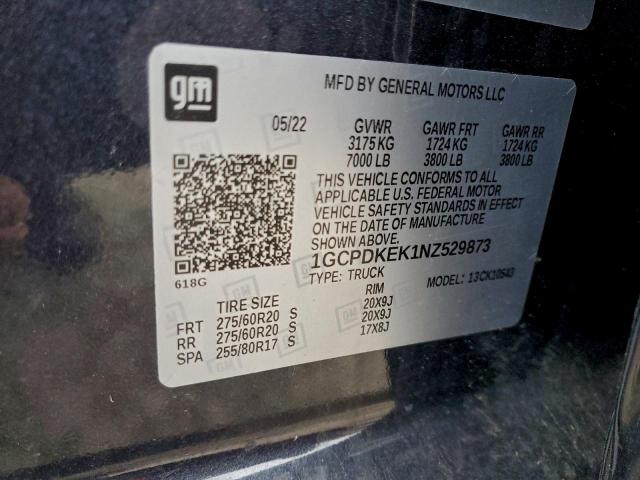 gm
MFD BY GENERAL MOTORS LLC
05/22 GVWR GAWR FRT GAWR RR
3175 KG 1724 KG 1724 KG
7000 LB 3800 LB 3800 LB
THIS VEHICLE CONFORMS TO ALL
APPLICABLE U.S. FEDERAL MOTOR
VEHICLE SAFETY STANDARDS IN EFFECT
ON THE DATE OF MANUFACTURE
SHOWN ABOVE.
1GCPDKEK1NZ529873
618G
TYPE: TRUCK MODEL: 13CK10543
TIRE SIZE RIM
FRT 275/60R20 S 20X9J
RR 275/60R20 S 20X9J
SPA 255/80R17 S 17X8J